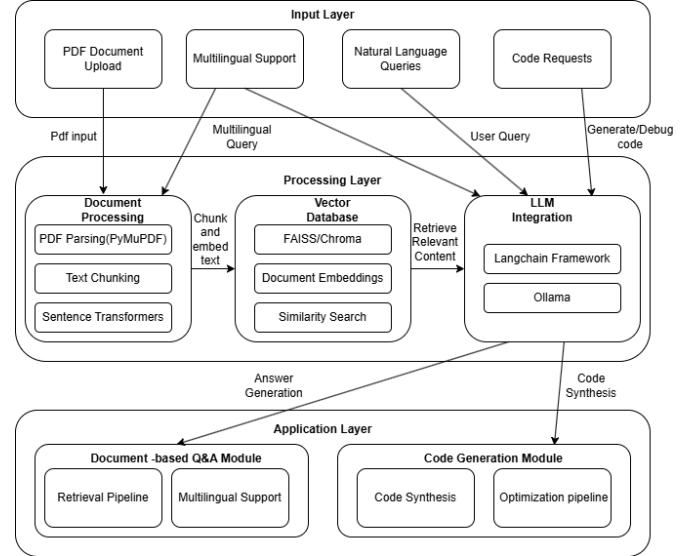 Input Layer
PDF Document
Upload
Multilingual Support
Natural Language
Queries
Code Requests
Pdf input
Multilingual
Query
User Query
Generate/Debug
code
Processing Layer
Document
Processing
PDF Parsing(PyMuPDF)
Text Chunking
Sentence Transformers
Chunk
and
embed
text
Vector
Database
FAISS/Chroma
Document Embeddings
Similarity Search
Retrieve
Relevant
Content
LLM
Integration
Langchain Framework
Ollama
Answer
Generation
Code
Synthesis
Application Layer
Document -based Q&A Module
Retrieval Pipeline
Multilingual Support
Code Generation Module
Code Synthesis
Optimization pipeline